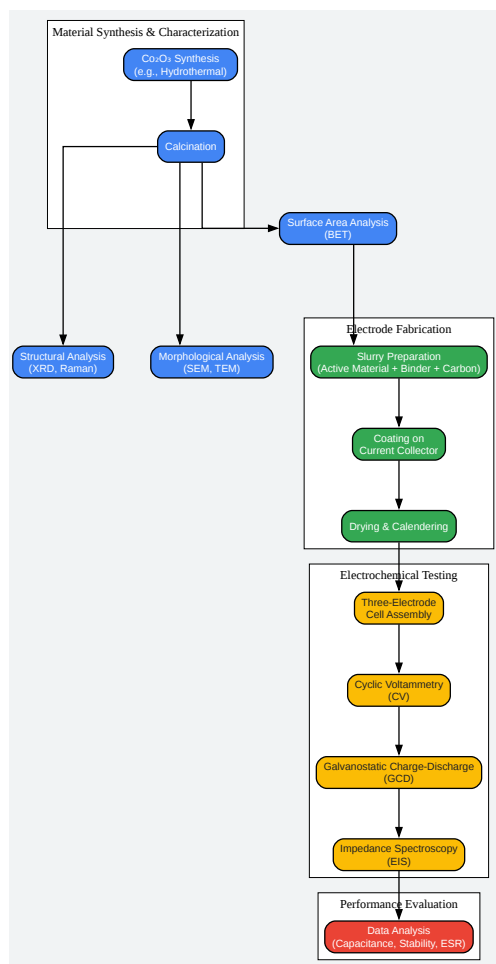 Material Synthesis & Characterization
Co₂O₃ Synthesis
(e.g., Hydrothermal)
Calcination
Surface Area Analysis
(BET)
Structural Analysis
(XRD, Raman)
Morphological Analysis
(SEM, TEM)
Electrode Fabrication
Slurry Preparation
(Active Material + Binder + Carbon)
Coating on
Current Collector
Drying & Calendering
Electrochemical Testing
Three-Electrode
Cell Assembly
Cyclic Voltammetry
(CV)
Galvanostatic Charge-Discharge
(GCD)
Impedance Spectroscopy
(EIS)
Performance Evaluation
Data Analysis
(Capacitance, Stability, ESR)